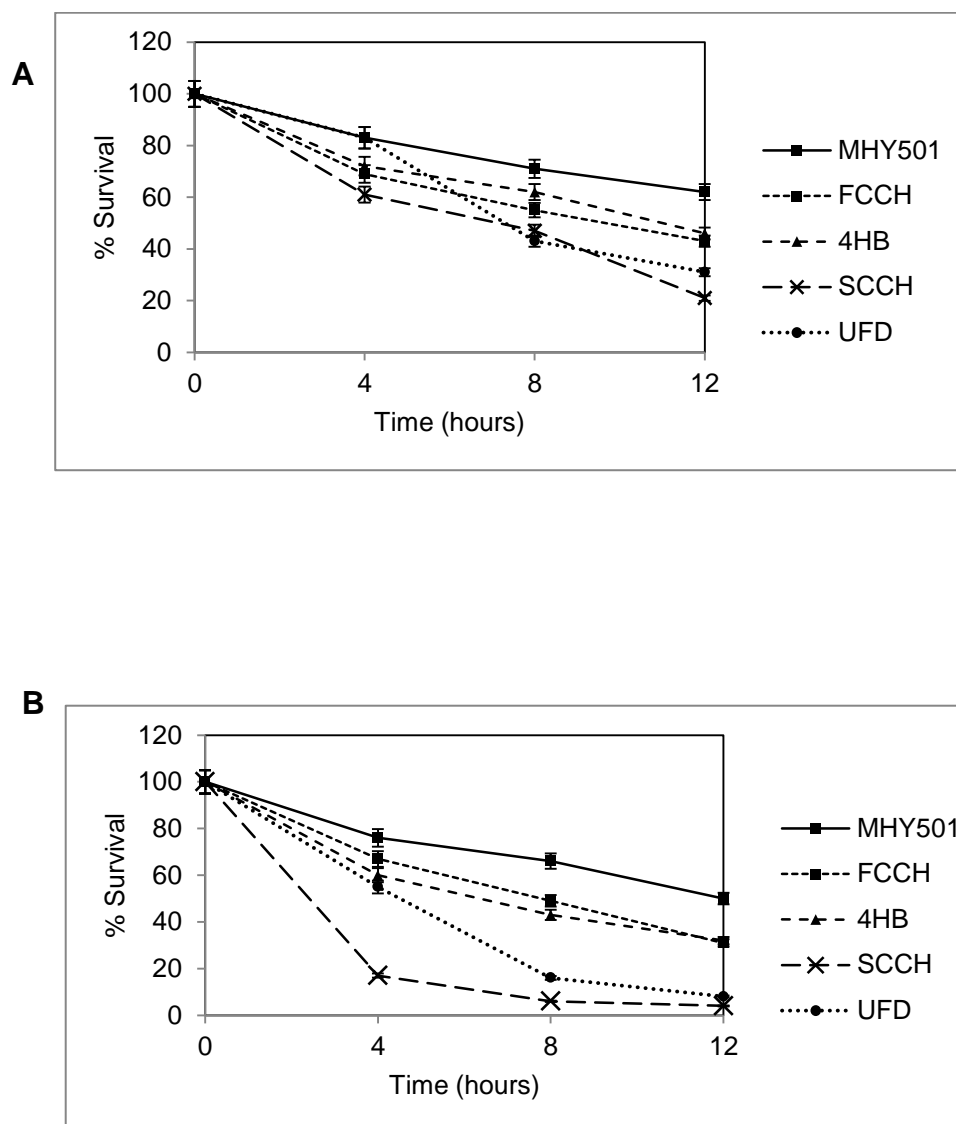 A
120
100
80
60
40
20
0
% Survival
0 4 8 12
Time (hours)
MHY501
FCCH
4HB
SCCH
UFD
B
120
100
80
60
40
20
0
% Survival
0 4 8 12
Time (hours)
MHY501
FCCH
4HB
SCCH
UFD